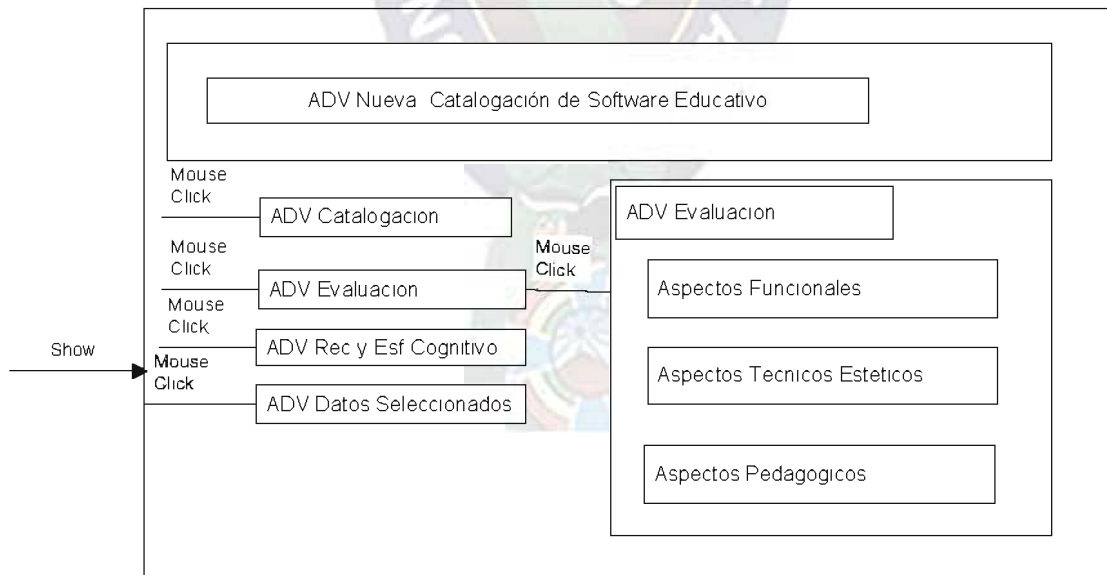 ADV Nueva Catalogación de Software Educativo
Mouse
Click
ADV Catalogacion
Mouse
Click
ADV Evaluacion
Mouse
Click
ADV Rec y Esf Cognitivo
Show
Mouse
Click
ADV Datos Seleccionados
Mouse
Click
ADV Evaluacion
Aspectos Funcionales
Aspectos Tecnicos Esteticos
Aspectos Pedagogicos